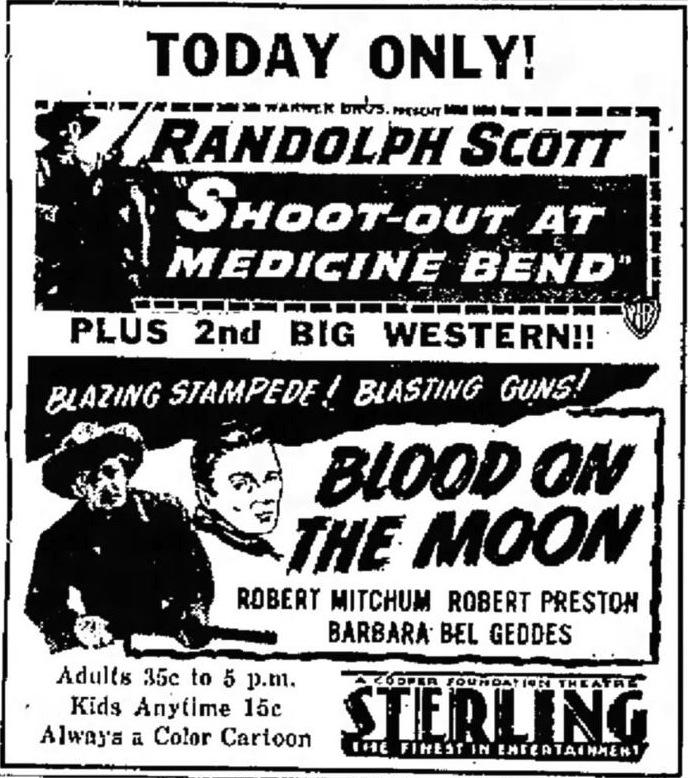 TODAY ONLY!
WARNER BROS. PRESENT
RANDOLPH SCOTT
"SHOOT-OUT AT
MEDICINE BEND"
WB
PLUS 2nd BIG WESTERN!!
BLAZING STAMPEDE! BLASTING GUNS!
BLOOD ON
THE MOON
ROBERT MITCHUM ROBERT PRESTON
BARBARA BEL GEDDES
Adults 35c to 5 p.m.
Kids Anytime 15c
Always a Color Cartoon
A COOPER FOUNDATION THEATRE
STERLING
THE FINEST IN ENTERTAINMENT